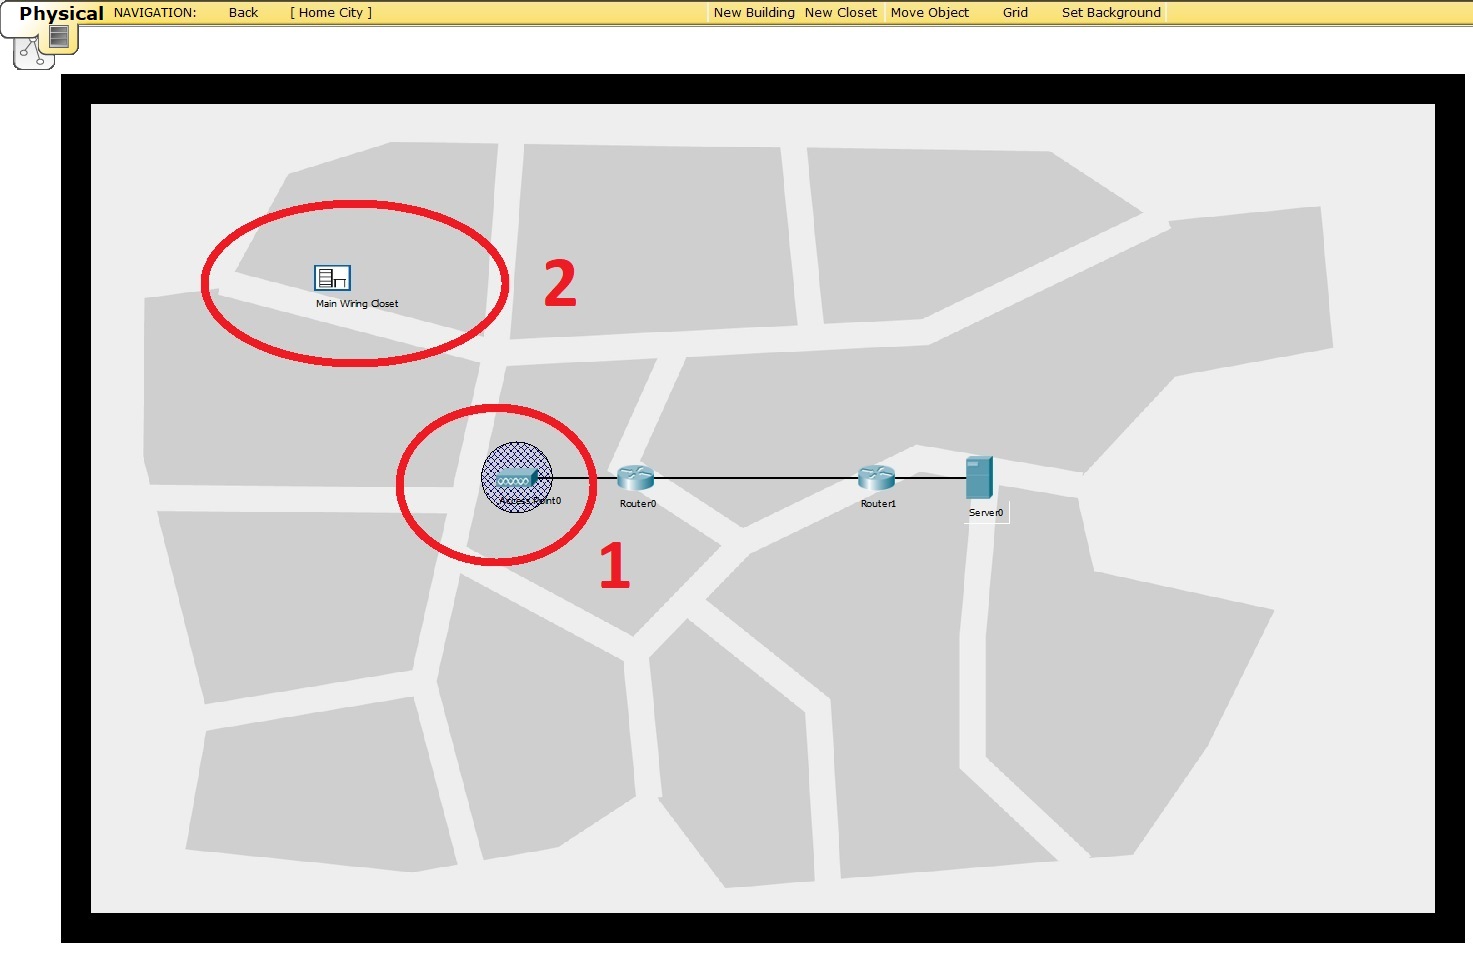 Physical NAVIGATION: Back [ Home City ] New Building New Closet Move Object Grid Set Background
Main Wiring Closet
2
Access Point0
Router0
Router1
Server0
1